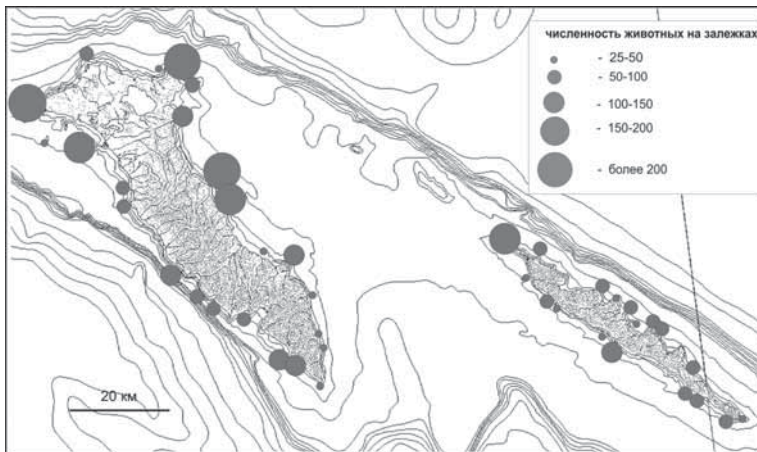 численность животных на залежках
- 25-50
- 50-100
- 100-150
- 150-200
- более 200
20 км